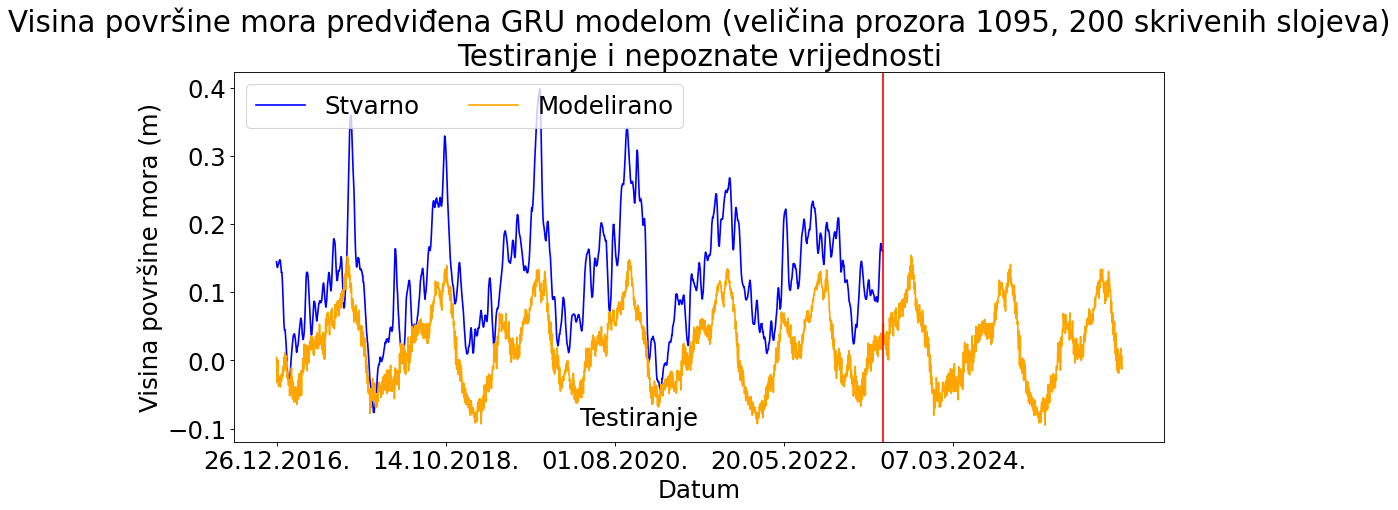 Visina površine mora predviđena GRU modelom (veličina prozora 1095, 200 skrivenih slojeva)
Testiranje i nepoznate vrijednosti
Stvarno Modelirano
Visina površine mora (m)
0.4
0.3
0.2
0.1
0.0
−0.1
Testiranje
26.12.2016. 14.10.2018. 01.08.2020. 20.05.2022. 07.03.2024.
Datum